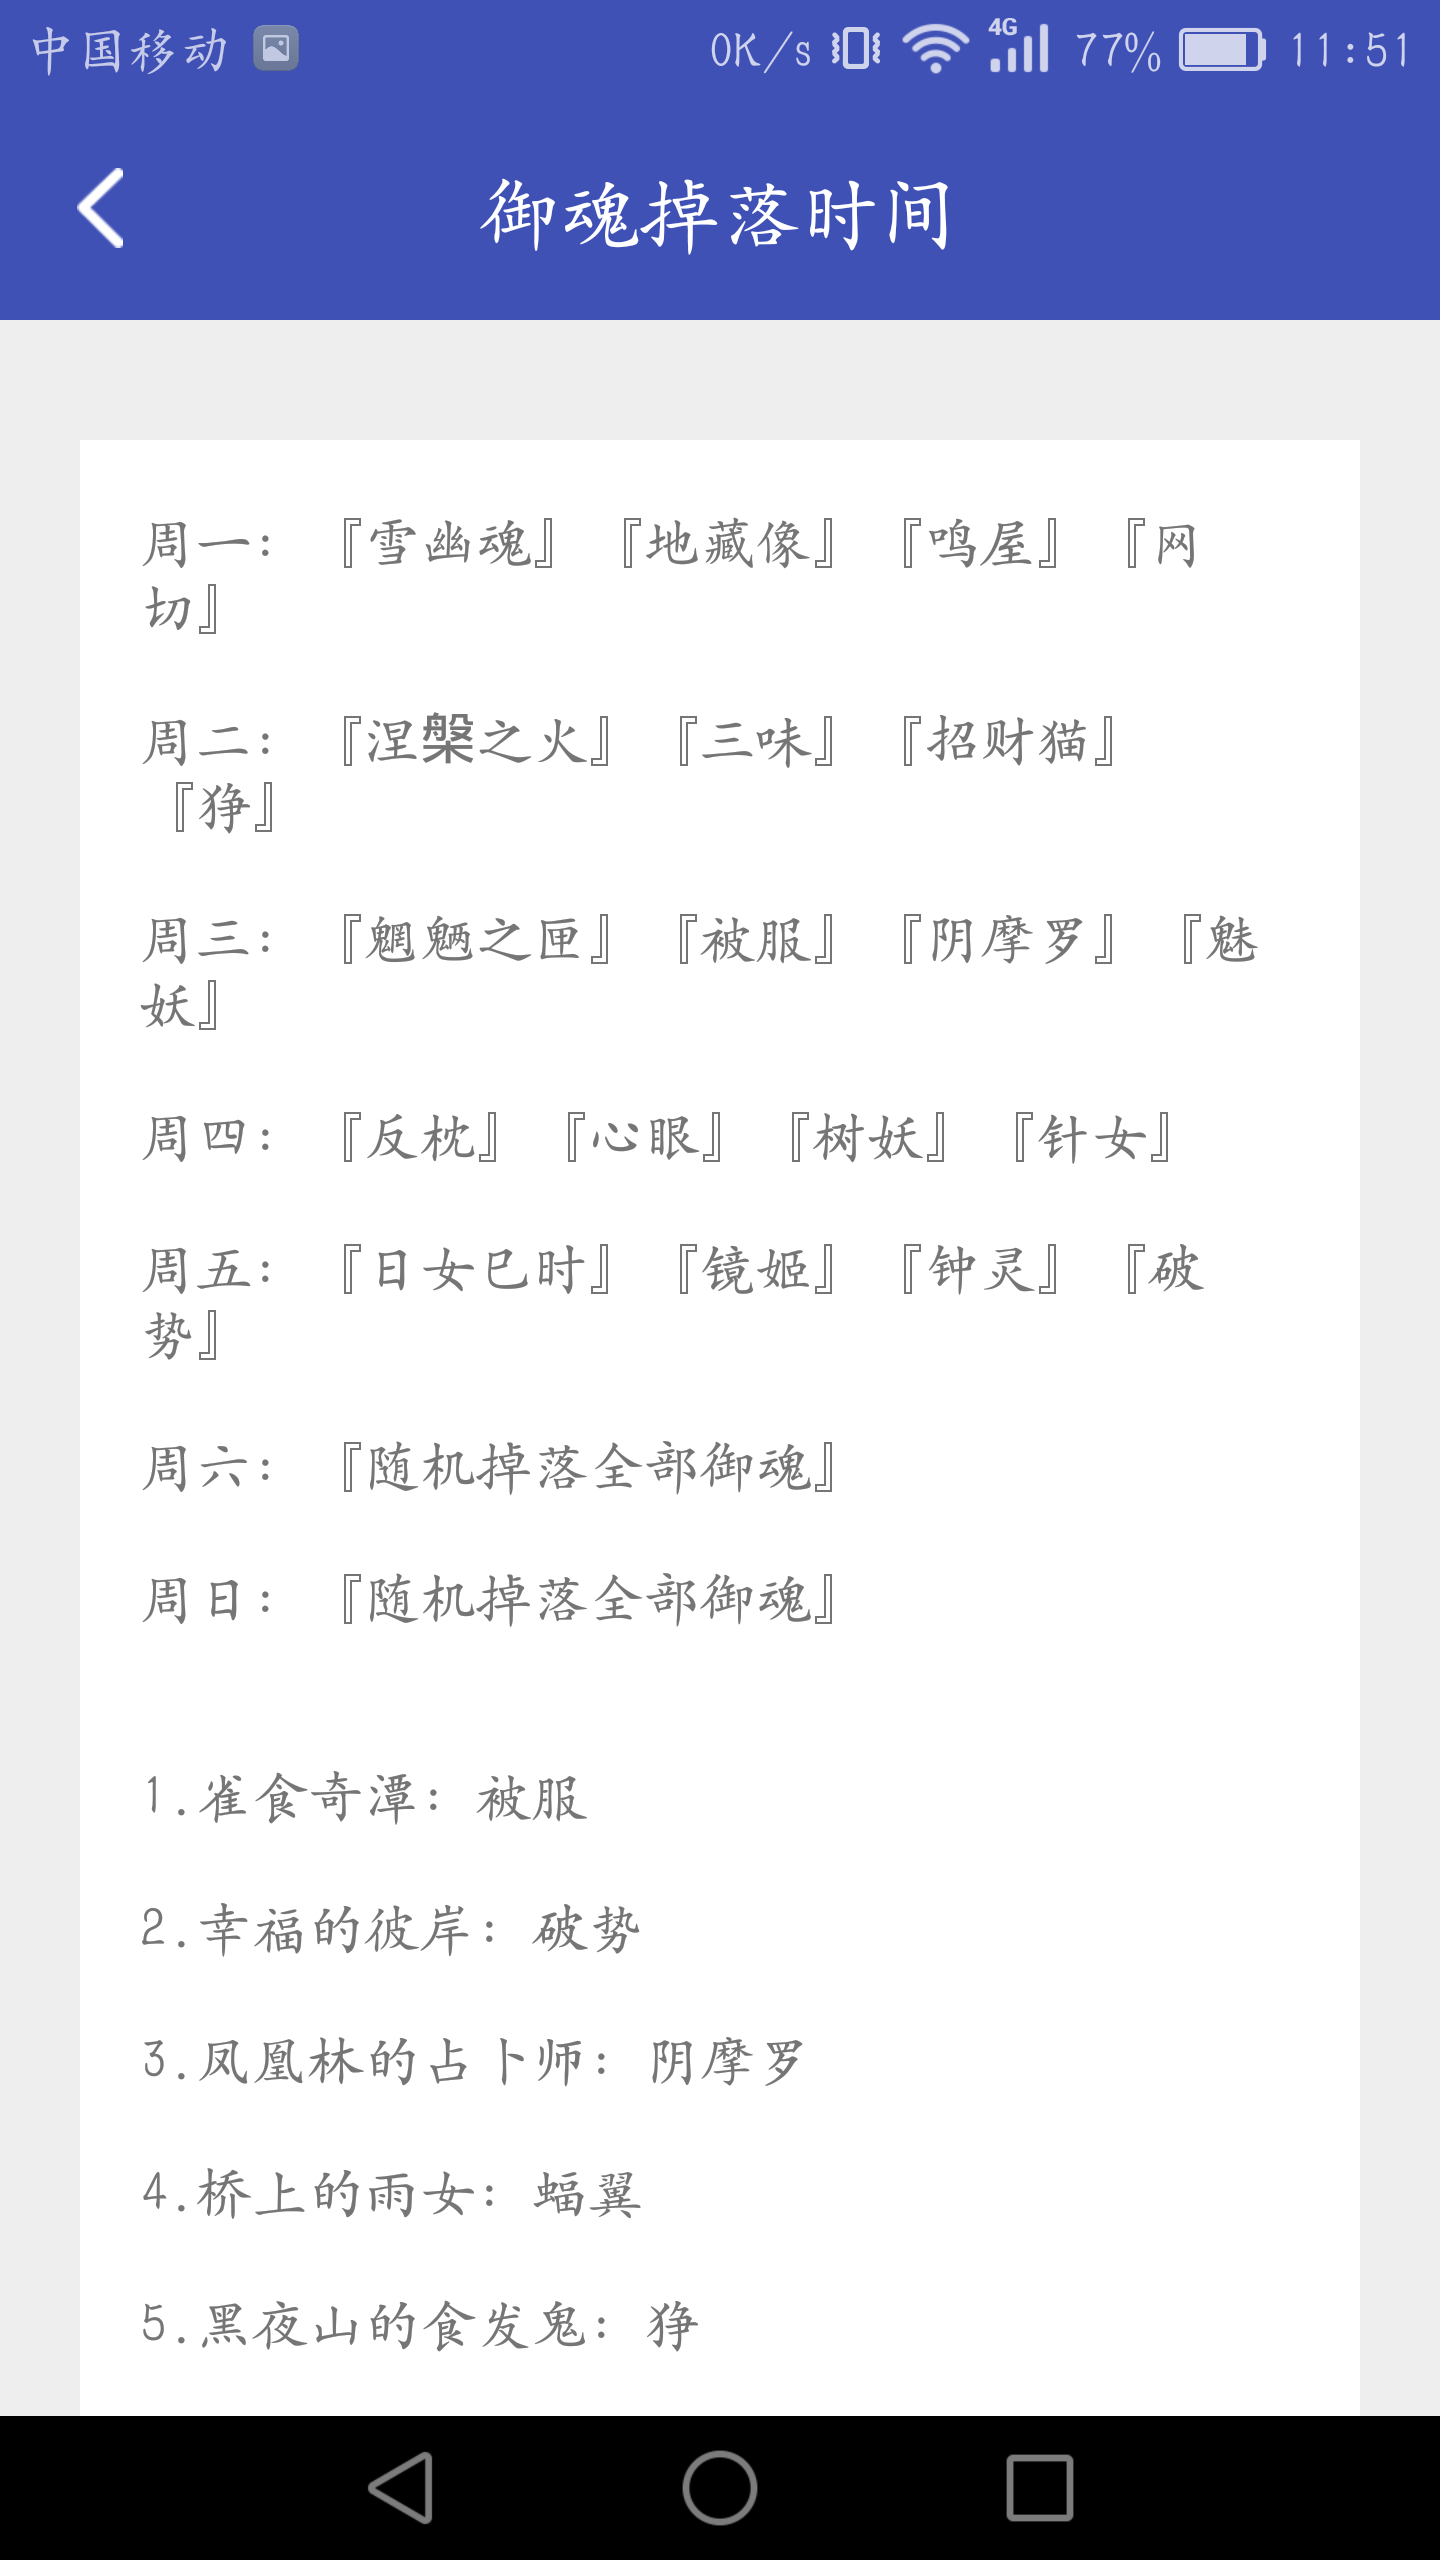 中国移动 0K/s 4G 77% 11:51
御魂掉落时间
周一：『雪幽魂』『地藏像』『鸣屋』『网
切』
周二：『涅槃之火』『三味』『招财猫』
『狰』
周三：『魍魉之匣』『被服』『阴摩罗』『魅
妖』
周四：『反枕』『心眼』『树妖』『针女』
周五：『日女巳时』『镜姬』『钟灵』『破
势』
周六：『随机掉落全部御魂』
周日：『随机掉落全部御魂』
1.雀食奇潭：被服
2.幸福的彼岸：破势
3.凤凰林的占卜师：阴摩罗
4.桥上的雨女：蝠翼
5.黑夜山的食发鬼：狰